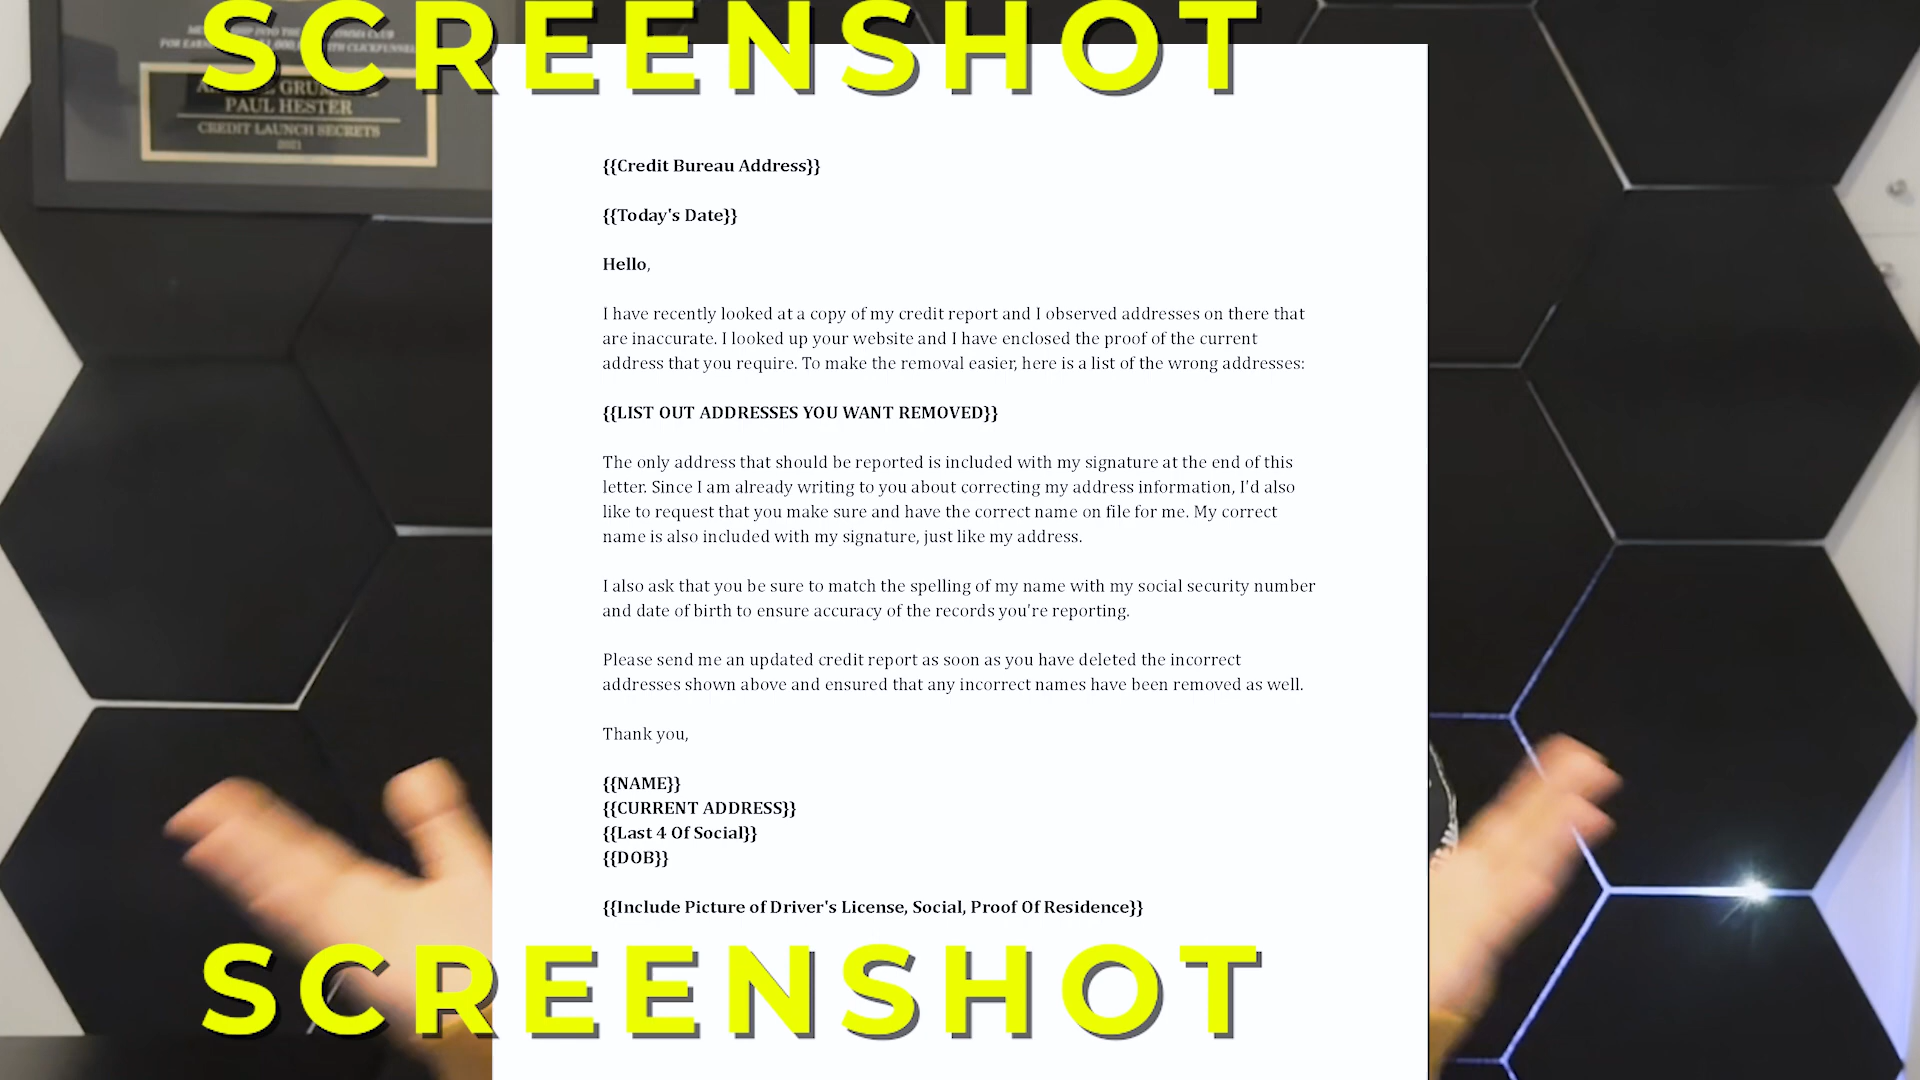 SCREENSHOT
PAUL HESTER
CREDIT LAUNCH SECRETS
2021
{{Credit Bureau Address}}
{{Today's Date}}
Hello,
I have recently looked at a copy of my credit report and I observed addresses on there that
are inaccurate. I looked up your website and I have enclosed the proof of the current
address that you require. To make the removal easier, here is a list of the wrong addresses:
{{LIST OUT ADDRESSES YOU WANT REMOVED}}
The only address that should be reported is included with my signature at the end of this
letter. Since I am already writing to you about correcting my address information, I'd also
like to request that you make sure and have the correct name on file for me. My correct
name is also included with my signature, just like my address.
I also ask that you be sure to match the spelling of my name with my social security number
and date of birth to ensure accuracy of the records you're reporting.
Please send me an updated credit report as soon as you have deleted the incorrect
addresses shown above and ensured that any incorrect names have been removed as well.
Thank you,
{{NAME}}
{{CURRENT ADDRESS}}
{{Last 4 Of Social}}
{{DOB}}
{{Include Picture of Driver's License, Social, Proof Of Residence}}
SCREENSHOT